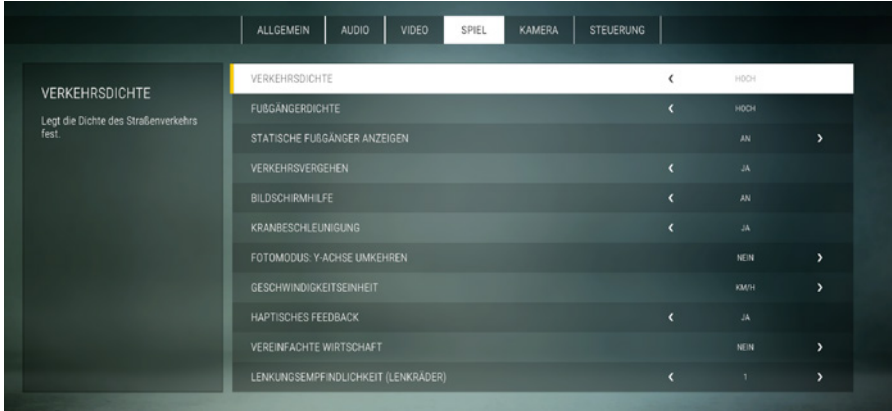 ALLGEMEIN AUDIO VIDEO SPIEL KAMERA STEUERUNG
VERKEHRSDICHTE
Legt die Dichte des Straßenverkehrs
fest.
VERKEHRSDICHTE HOCH
FUßGÄNGERDICHTE HOCH
STATISCHE FUßGÄNGER ANZEIGEN AN
VERKEHRSVERGEHEN JA
BILDSCHIRMHILFE AN
KRANBESCHLEUNIGUNG JA
FOTOMODUS: Y-ACHSE UMKEHREN NEIN
GESCHWINDIGKEITSEINHEIT KM/H
HAPTISCHES FEEDBACK JA
VEREINFACHTE WIRTSCHAFT NEIN
LENKUNGSEMPFINDLICHKEIT (LENKRÄDER) 1